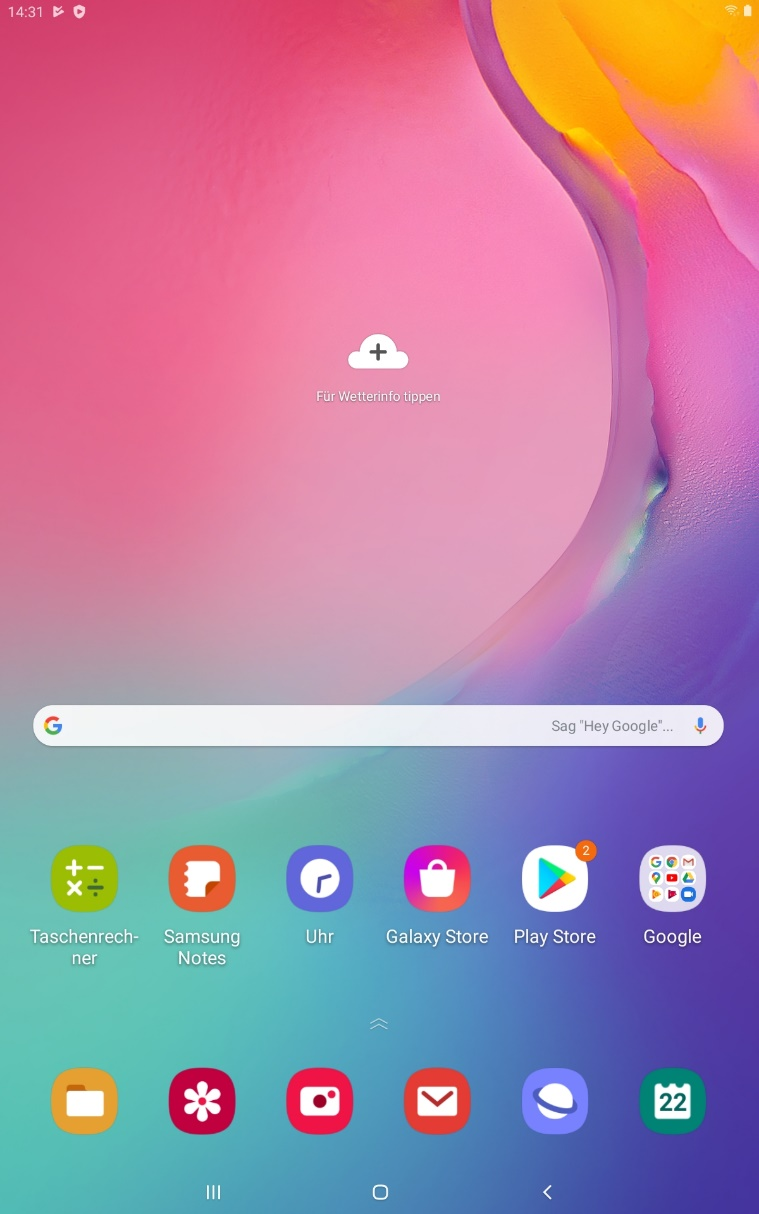 14:31
Für Wetterinfo tippen
Sag "Hey Google"...
2
Taschenrech-
ner
Samsung
Notes
Uhr
Galaxy Store
Play Store
Google
22